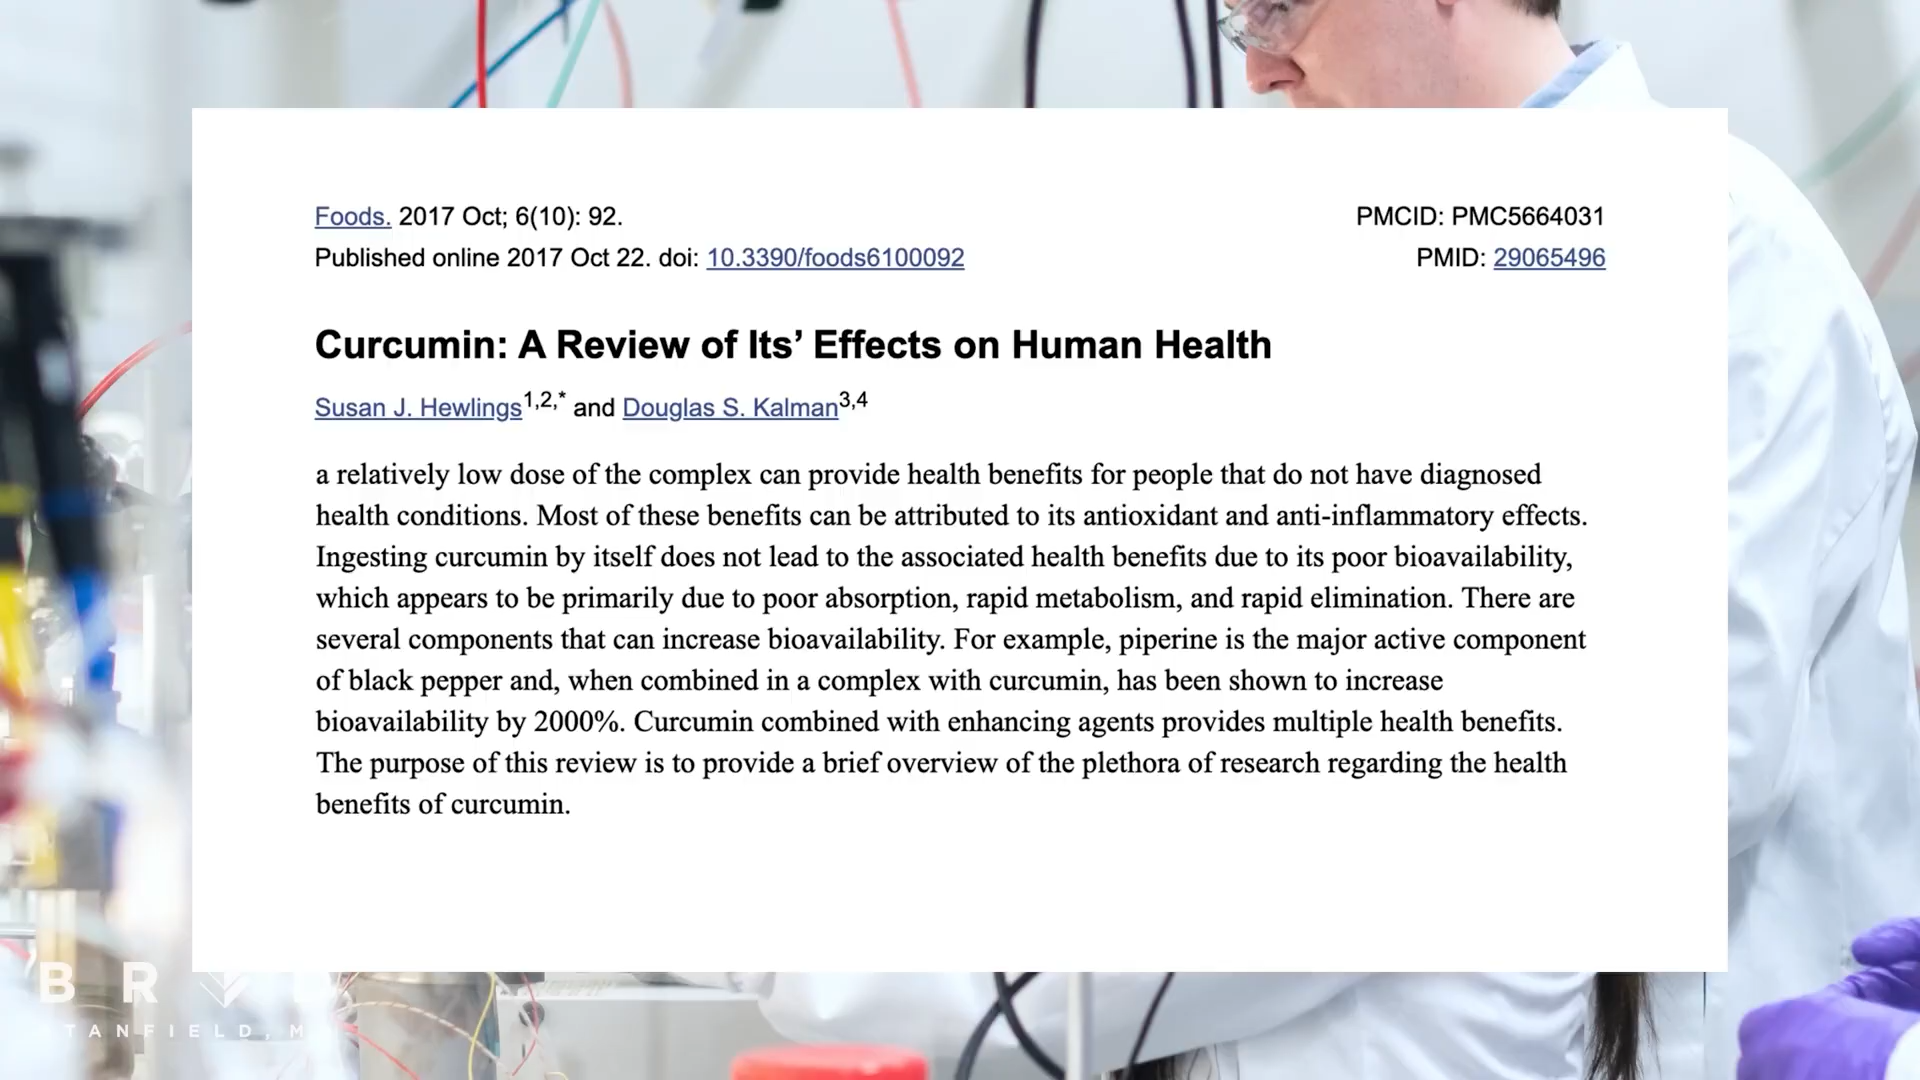 Foods. 2017 Oct; 6(10): 92.
PMCID: PMC5664031
Published online 2017 Oct 22. doi: 10.3390/foods6100092
PMID: 29065496
Curcumin: A Review of Its’ Effects on Human Health
Susan J. Hewlings1,2,* and Douglas S. Kalman3,4
a relatively low dose of the complex can provide health benefits for people that do not have diagnosed
health conditions. Most of these benefits can be attributed to its antioxidant and anti-inflammatory effects.
Ingesting curcumin by itself does not lead to the associated health benefits due to its poor bioavailability,
which appears to be primarily due to poor absorption, rapid metabolism, and rapid elimination. There are
several components that can increase bioavailability. For example, piperine is the major active component
of black pepper and, when combined in a complex with curcumin, has been shown to increase
bioavailability by 2000%. Curcumin combined with enhancing agents provides multiple health benefits.
The purpose of this review is to provide a brief overview of the plethora of research regarding the health
benefits of curcumin.